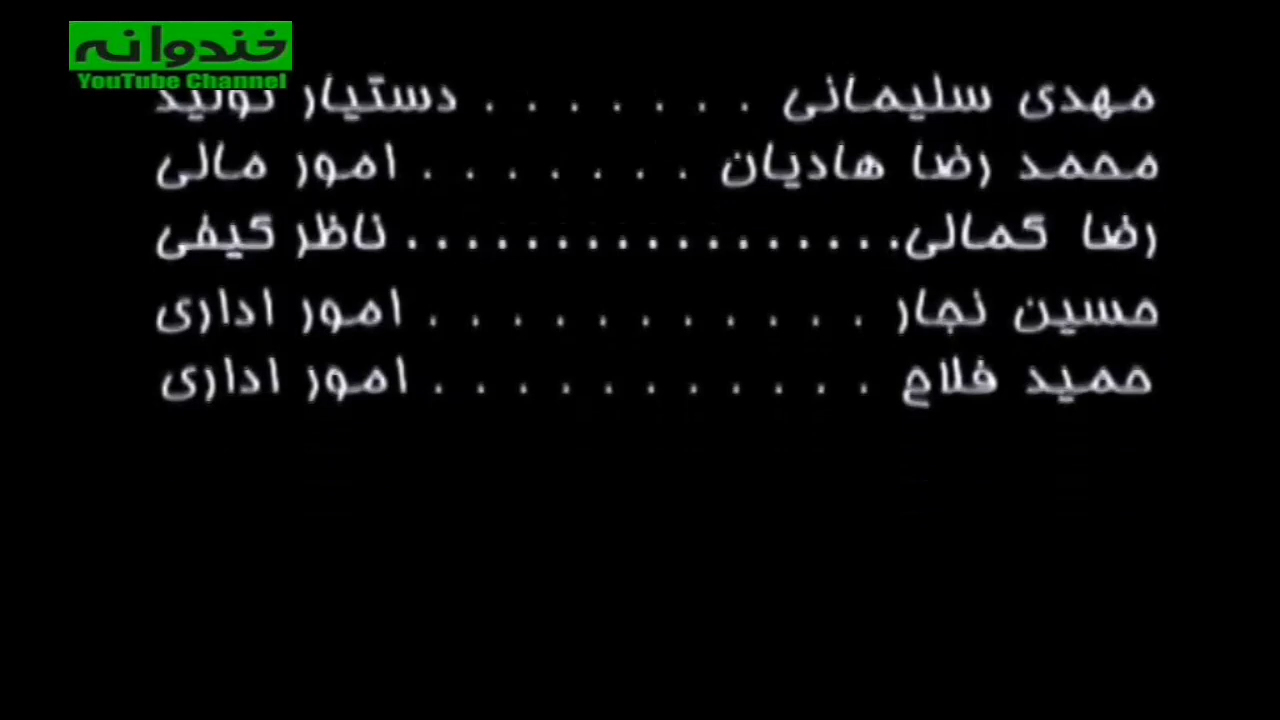 خندوانه
YouTube Channel
مهدی سلیمانی . . . . . . . دستیار تولید
محمد رضا هادیان . . . . . . . امور مالی
رضا کمالی................. ناظر کیفی
حسین نجار . . . . . . . . . . . امور اداری
حمید فلاح . . . . . . . . . . . امور اداری